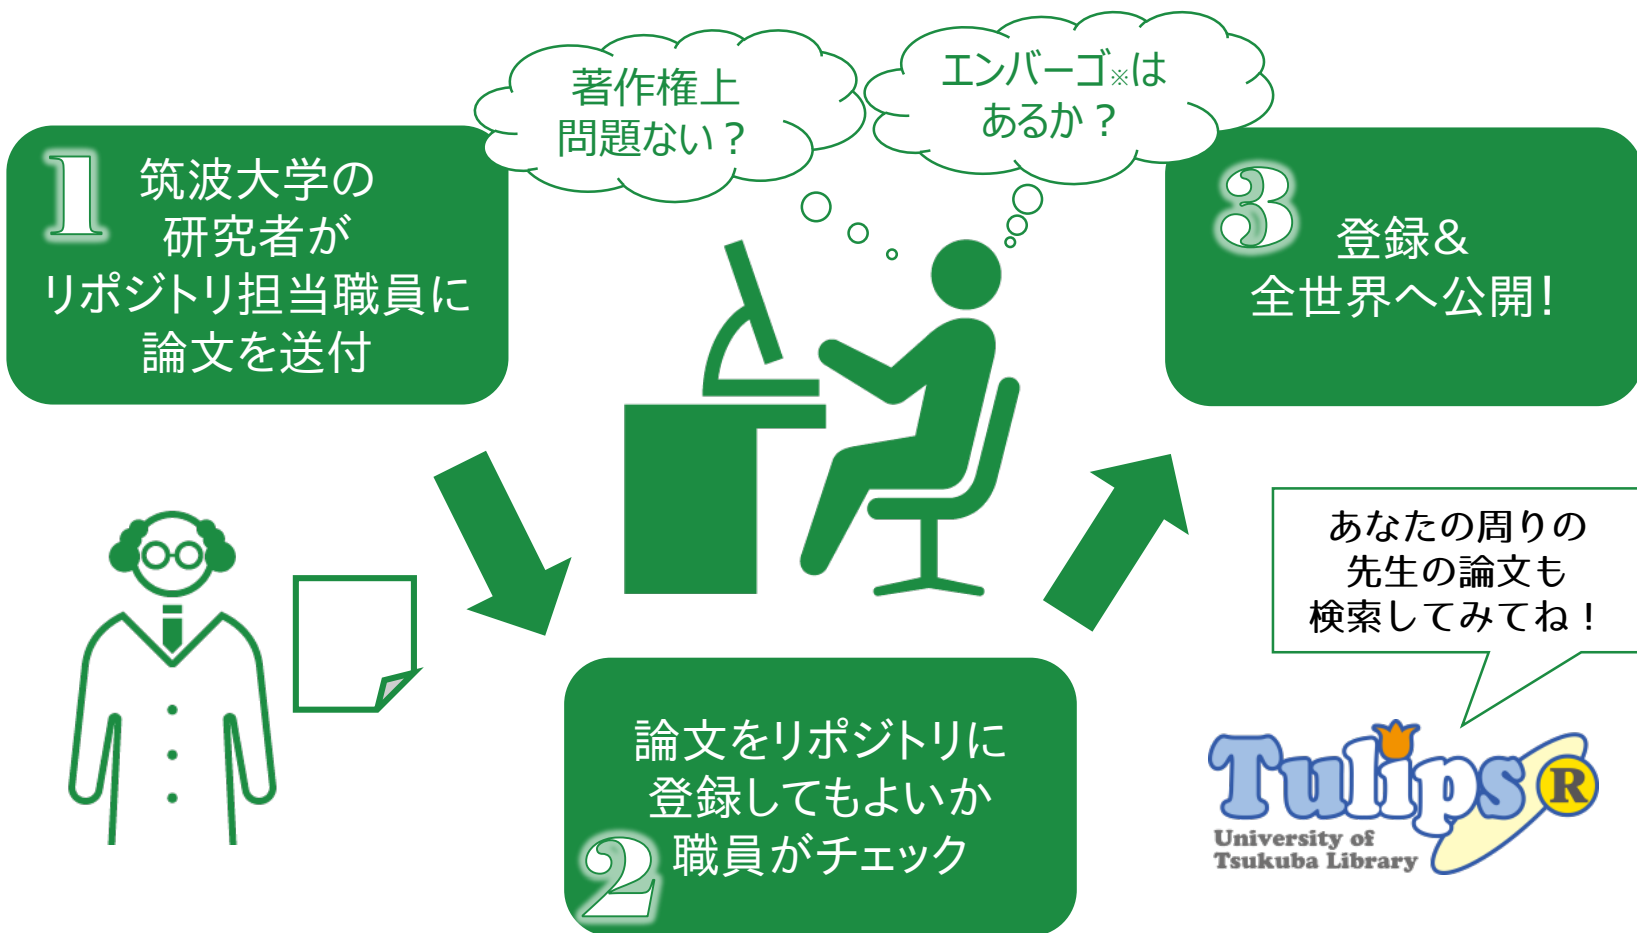 著作権上
問題ない？
エンバーゴ※は
あるか？
1
筑波大学の
研究者が
リポジトリ担当職員に
論文を送付
3
登録＆
全世界へ公開！
2
論文をリポジトリに
登録してもよいか
職員がチェック
あなたの周りの
先生の論文も
検索してみてね！
Tulips R
University of
Tsukuba Library